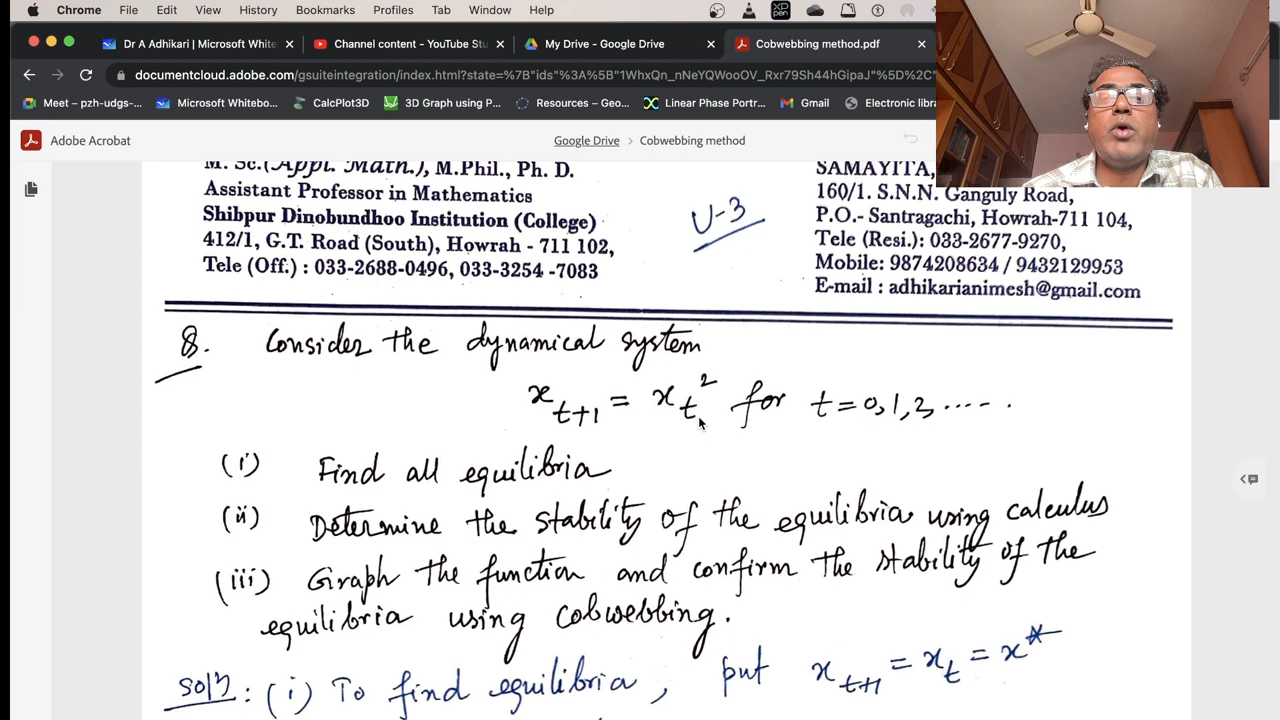 Chrome File Edit View History Bookmarks Profiles Tab Window Help
Dr A Adhikari | Microsoft White Channel content - YouTube Stu My Drive - Google Drive Cobwebbing method.pdf
documentcloud.adobe.com/gsuiteintegration/index.html?state=%7B"ids"%3A%5B"1WhxQn_nNeYQWooOV_Rxr79Sh44hGipaJ"%5D%2C"
Meet – pzh-udgs-... Microsoft Whitebo... CalcPlot3D 3D Graph using P... Resources – Geo... Linear Phase Portr... Gmail Electronic libra
Adobe Acrobat Google Drive Cobwebbing method
M. Sc.(Appl. Math.), M.Phil., Ph. D.
Assistant Professor in Mathematics
Shibpur Dinobundhoo Institution (College)
412/1, G.T. Road (South), Howrah - 711 102,
Tele (Off.) : 033-2688-0496, 033-3254 -7083
U-3
SAMAYITA,
160/1. S.N.N. Ganguly Road,
P.O.- Santragachi, Howrah-711 104,
Tele (Resi.): 033-2677-9270,
Mobile: 9874208634 / 9432129953
E-mail : adhikarianimesh@gmail.com
8. Consider the dynamical system
x_{t+1} = x_t^2 for t=0,1,2,.....
(i) Find all equilibria
(ii) Determine the stability of the equilibria using calculus
(iii) Graph the function and confirm the stability of the
equilibria using cobwebbing.
Soln: (i) To find equilibria, put x_{t+1} = x_t = x*